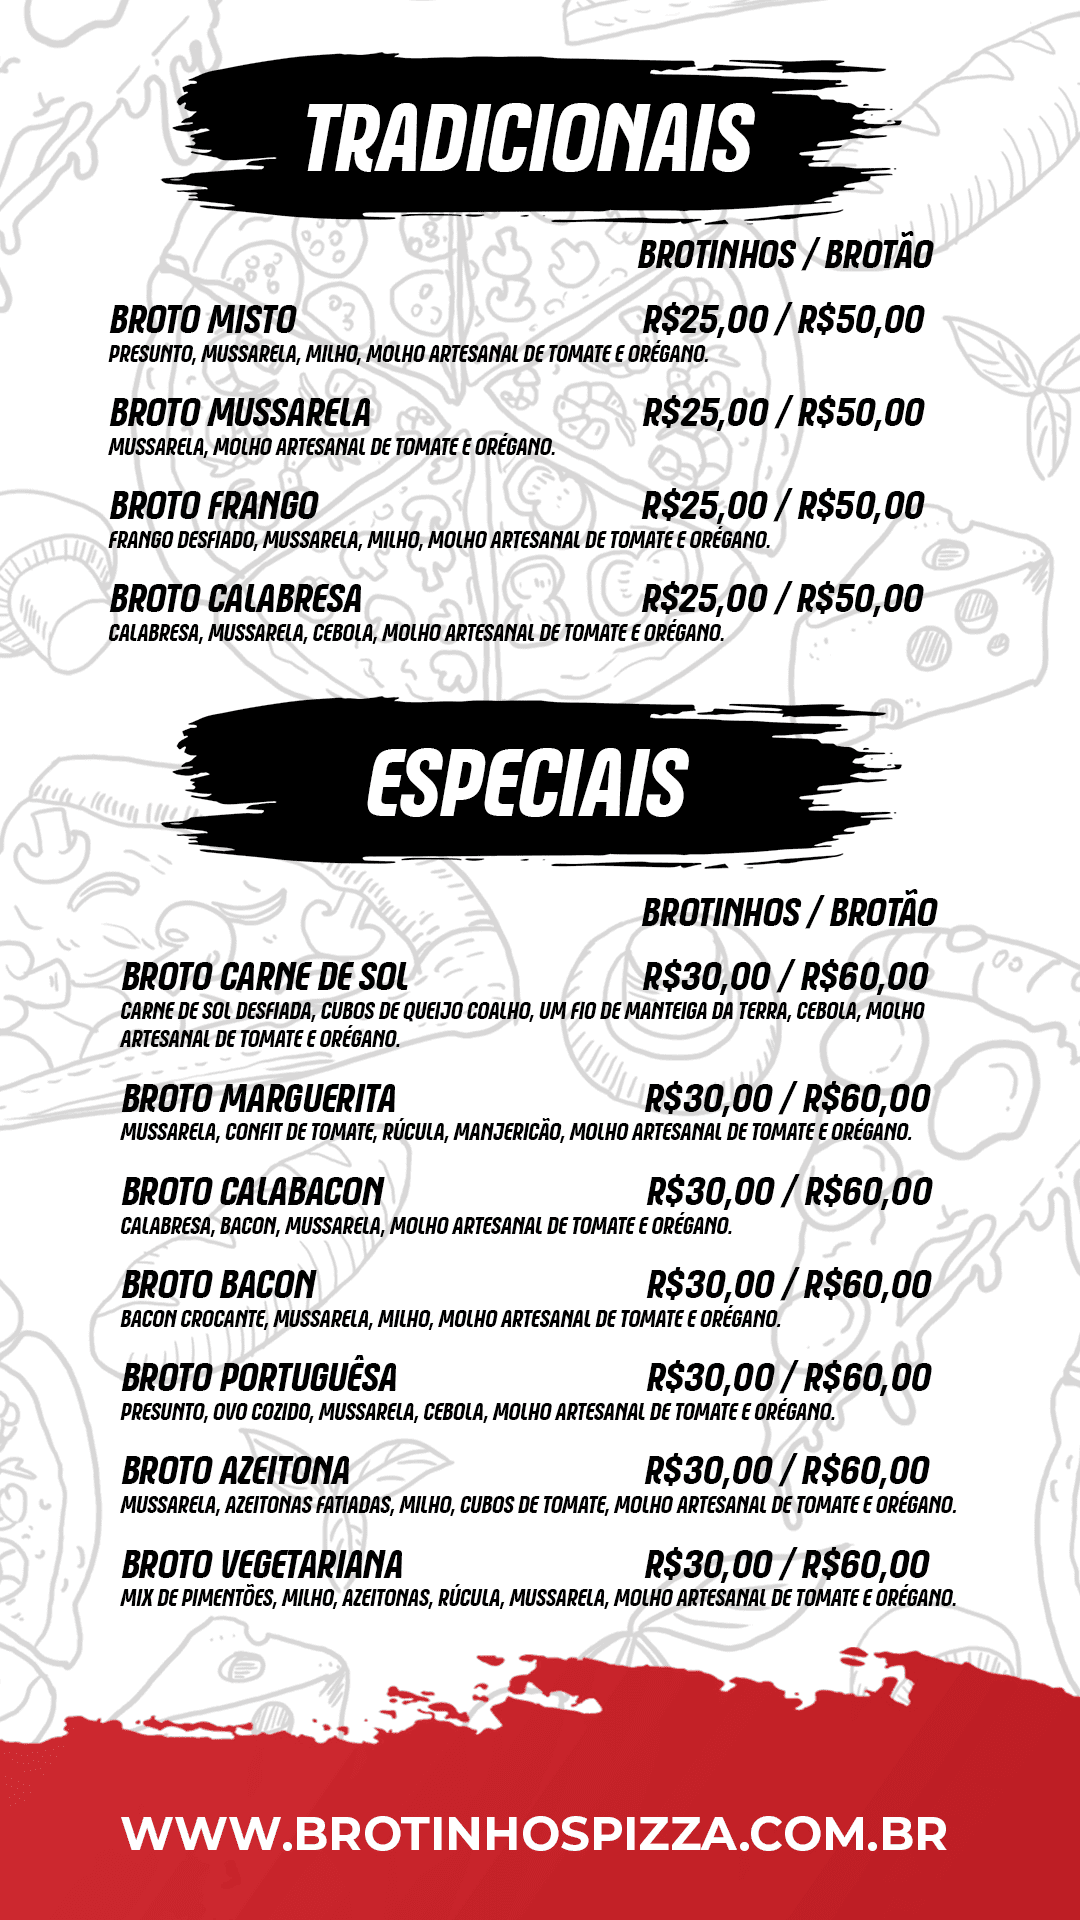 TRADICIONAIS
BROTINHOS / BROTÃO
BROTO MISTO R$25,00 / R$50,00
PRESUNTO, MUSSARELA, MILHO, MOLHO ARTESANAL DE TOMATE E ORÉGANO.
BROTO MUSSARELA R$25,00 / R$50,00
MUSSARELA, MOLHO ARTESANAL DE TOMATE E ORÉGANO.
BROTO FRANGO R$25,00 / R$50,00
FRANGO DESFIADO, MUSSARELA, MILHO, MOLHO ARTESANAL DE TOMATE E ORÉGANO.
BROTO CALABRESA R$25,00 / R$50,00
CALABRESA, MUSSARELA, CEBOLA, MOLHO ARTESANAL DE TOMATE E ORÉGANO.
ESPECIAIS
BROTINHOS / BROTÃO
BROTO CARNE DE SOL R$30,00 / R$60,00
CARNE DE SOL DESFIADA, CUBOS DE QUEIJO COALHO, UM FIO DE MANTEIGA DA TERRA, CEBOLA, MOLHO
ARTESANAL DE TOMATE E ORÉGANO.
BROTO MARGUERITA R$30,00 / R$60,00
MUSSARELA, CONFIT DE TOMATE, RÚCULA, MANJERICÃO, MOLHO ARTESANAL DE TOMATE E ORÉGANO.
BROTO CALABACON R$30,00 / R$60,00
CALABRESA, BACON, MUSSARELA, MOLHO ARTESANAL DE TOMATE E ORÉGANO.
BROTO BACON R$30,00 / R$60,00
BACON CROCANTE, MUSSARELA, MILHO, MOLHO ARTESANAL DE TOMATE E ORÉGANO.
BROTO PORTUGUÊSA R$30,00 / R$60,00
PRESUNTO, OVO COZIDO, MUSSARELA, CEBOLA, MOLHO ARTESANAL DE TOMATE E ORÉGANO.
BROTO AZEITONA R$30,00 / R$60,00
MUSSARELA, AZEITONAS FATIADAS, MILHO, CUBOS DE TOMATE, MOLHO ARTESANAL DE TOMATE E ORÉGANO.
BROTO VEGETARIANA R$30,00 / R$60,00
MIX DE PIMENTÕES, MILHO, AZEITONAS, RÚCULA, MUSSARELA, MOLHO ARTESANAL DE TOMATE E ORÉGANO.
WWW.BROTINHOSPIZZA.COM.BR